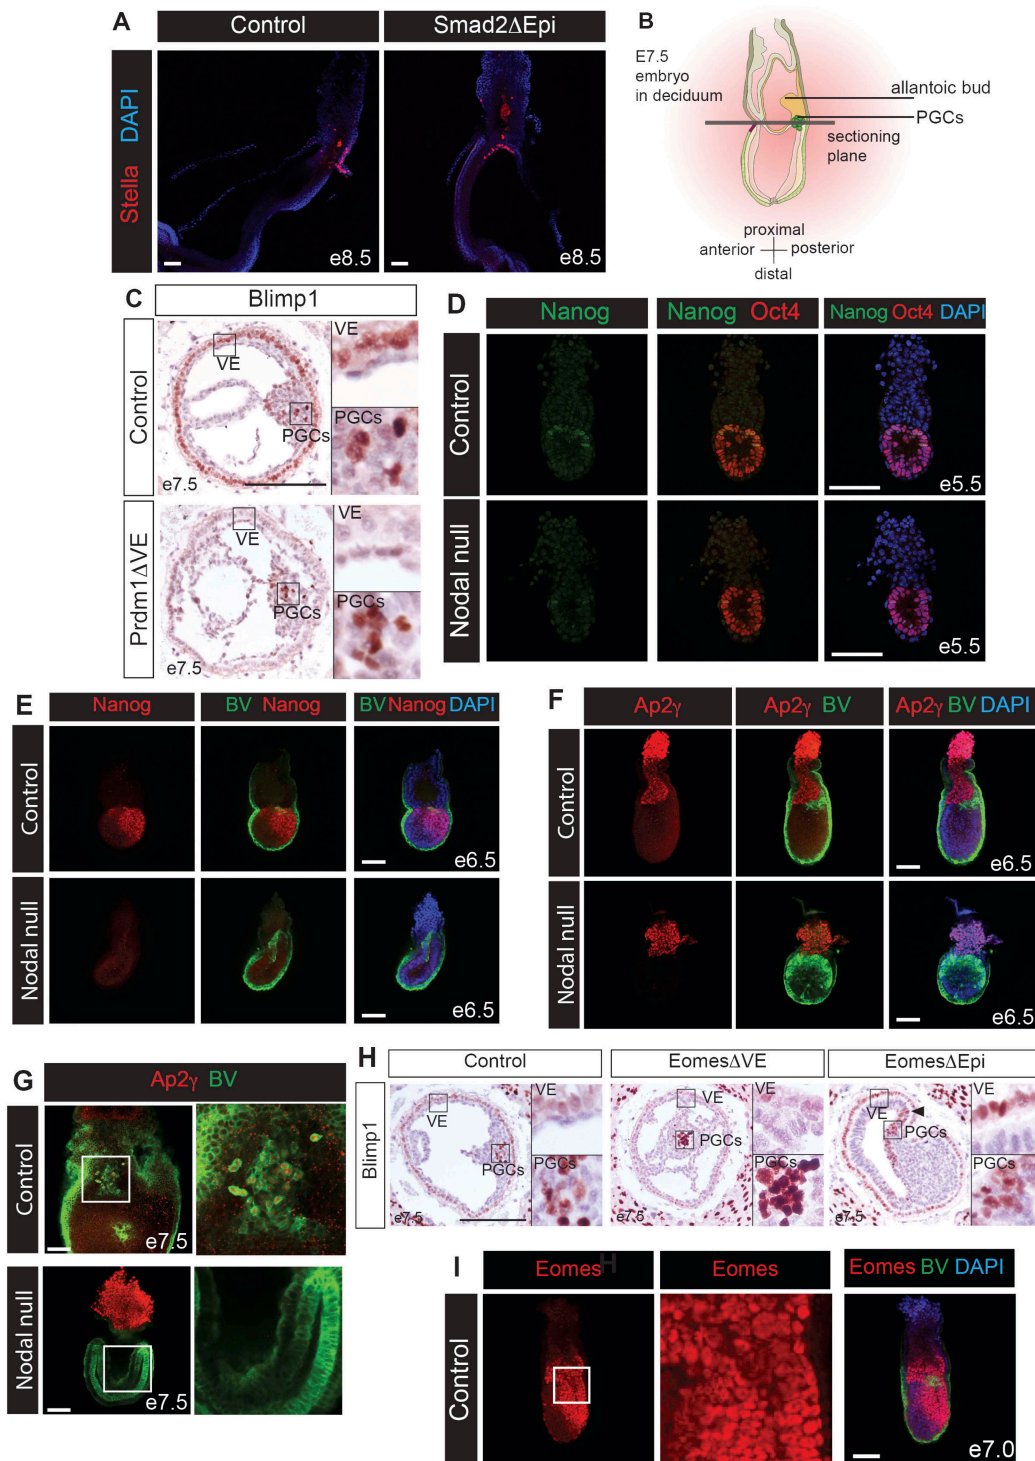 A
Control
Smad2ΔEpi
Stella DAPI
e8.5
e8.5
B
E7.5
embryo
in deciduum
allantoic bud
PGCs
sectioning
plane
proximal
anterior
posterior
distal
C
Blimp1
Control
VE
PGCs
e7.5
VE
PGCs
Prdm1ΔVE
VE
PGCs
e7.5
VE
PGCs
D
Nanog
Nanog Oct4
Nanog Oct4 DAPI
Control
e5.5
Nodal null
e5.5
E
Nanog
BV Nanog
BV Nanog DAPI
Control
e6.5
Nodal null
e6.5
F
Ap2γ
Ap2γ BV
Ap2γ BV DAPI
Control
e6.5
Nodal null
e6.5
G
Ap2γ BV
Control
e7.5
Nodal null
e7.5
H
Control
EomesΔVE
EomesΔEpi
Blimp1
VE
PGCs
e7.5
VE
PGCs
VE
PGCs
e7.5
VE
PGCs
VE
PGCs
e7.5
VE
PGCs
I
Eomes
H
Eomes
Eomes BV DAPI
Control
e7.0